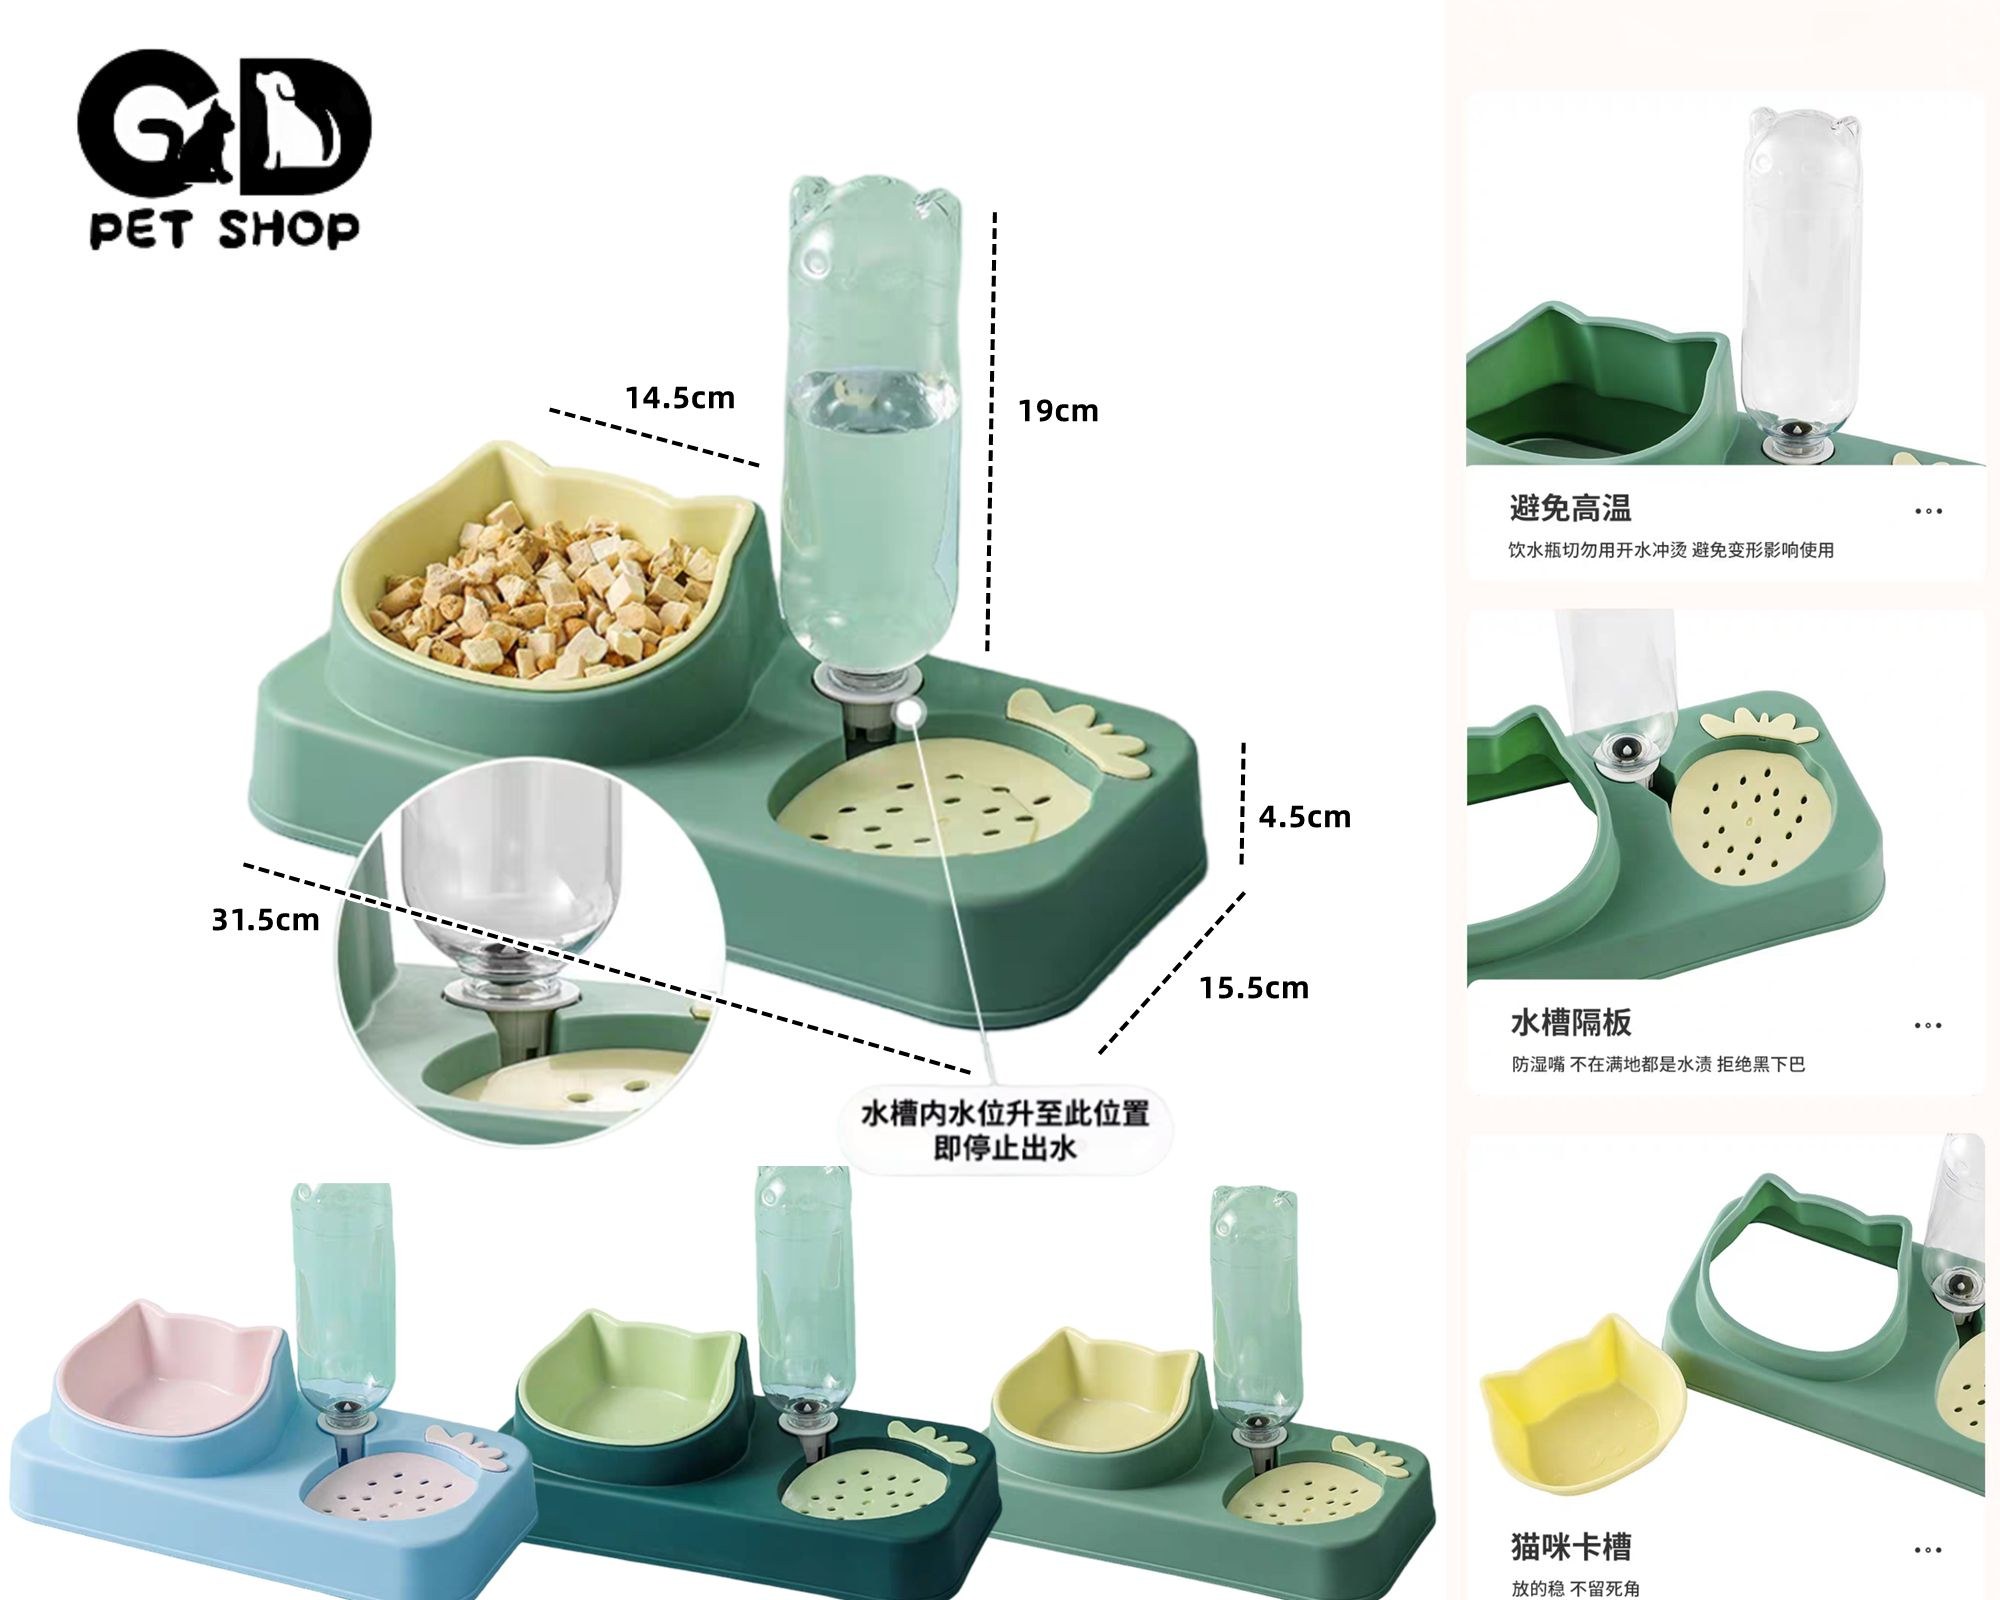 GD
PET SHOP
14.5cm
19cm
4.5cm
31.5cm
15.5cm
水槽内水位升至此位置
即停止出水
避免高温
饮水瓶切勿用开水冲烫 避免变形影响使用
水槽隔板
防湿嘴 不在满地都是水渍 拒绝黑下巴
猫咪卡槽
放的稳 不留死角